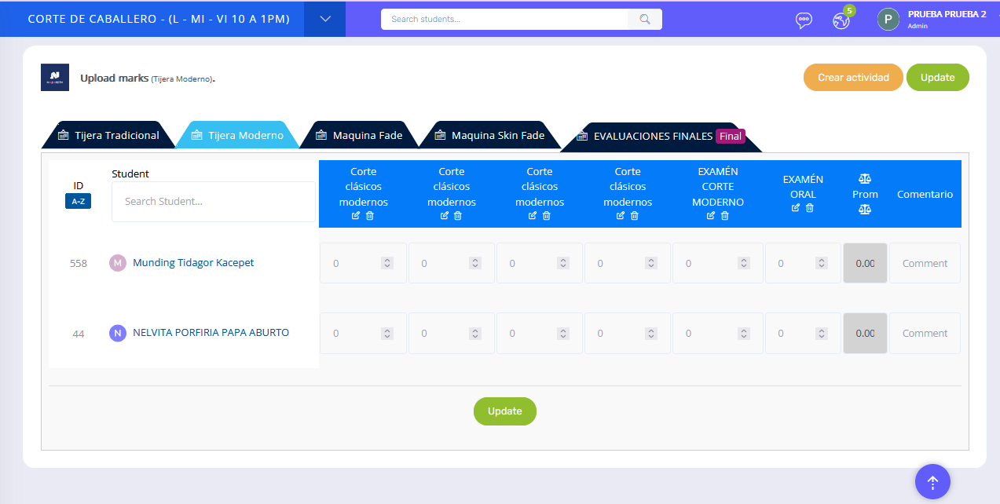 CORTE DE CABALLERO - (L - MI - VI 10 A 1PM)
Search students...
5
P
PRUEBA PRUEBA 2
Admin
Upload marks (Tijera Moderno).
Crear actividad
Update
Tijera Tradicional
Tijera Moderno
Maquina Fade
Maquina Skin Fade
EVALUACIONES FINALES Final
ID
A-Z
Student
Search Student...
Corte clásicos modernos
Corte clásicos modernos
Corte clásicos modernos
Corte clásicos modernos
EXAMÉN CORTE MODERNO
EXAMÉN ORAL
Prom
Comentario
558 M Munding Tidagor Kacepet 0 0 0 0 0 0 0.00 Comment
44 N NELVITA PORFIRIA PAPA ABURTO 0 0 0 0 0 0 0.00 Comment
Update